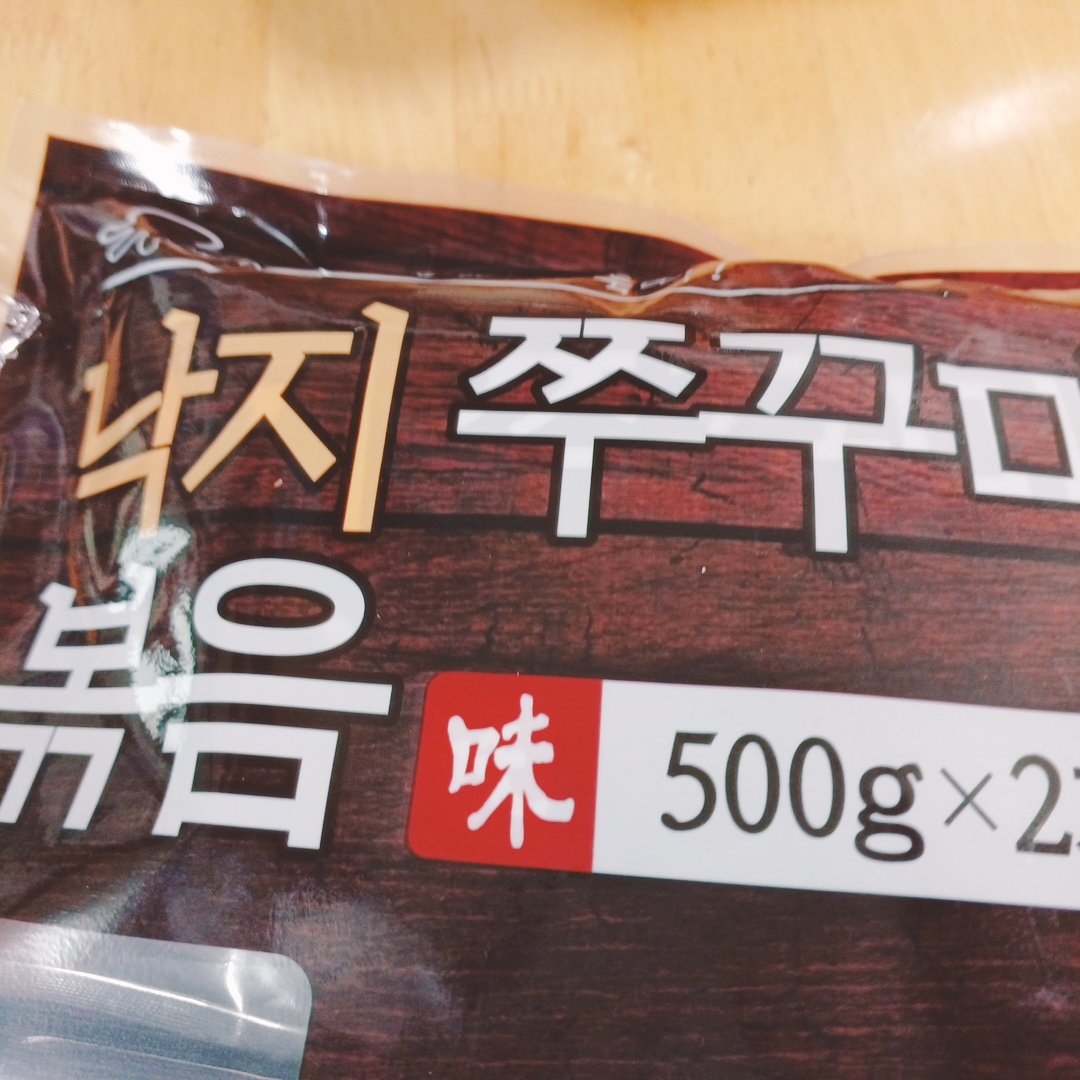 낙지 쭈꾸미
볶음
味 500g×2